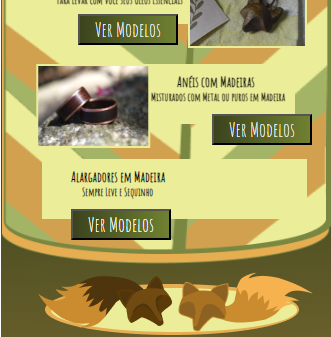 para levar com você seus óleos essenciais
Ver Modelos
Anéis com Madeiras
Misturados com Metal ou puros em Madeira
Ver Modelos
Alargadores em Madeira
Sempre Leve e Sequinho
Ver Modelos